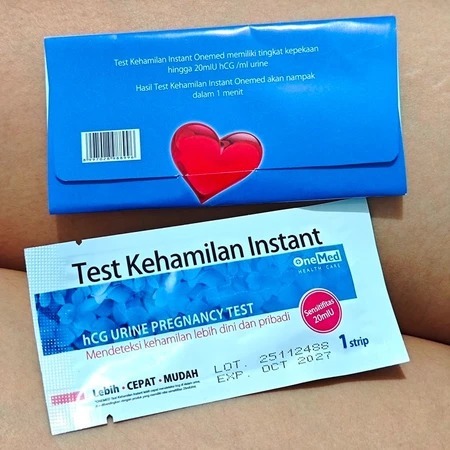 Test Kehamilan Instant Onemed memiliki tingkat kepekaan
hingga 20mIU hCG /ml urine
Hasil Test Kehamilan Instant Onemed akan nampak
dalam 1 menit
Test Kehamilan Instant
OneMed
HEALTH CARE
hCG URINE PREGNANCY TEST
Mendeteksi kehamilan lebih dini dan pribadi
Sensitifitas
20mIU
Lebih • CEPAT • MUDAH
LOT. 25112488
EXP. OCT 2027
1 strip